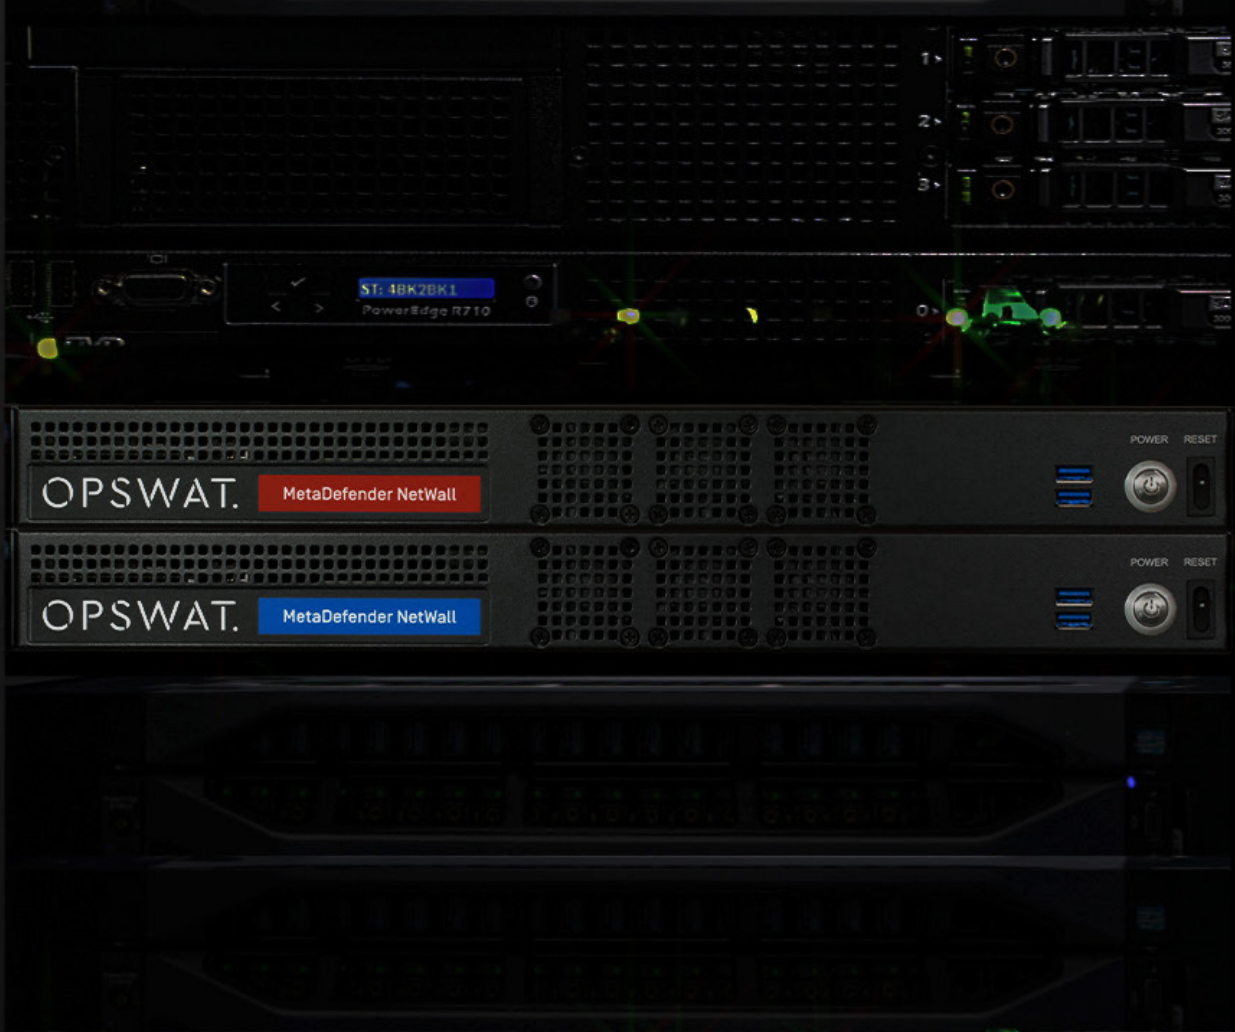 1
2
3
ST: 4BK2BK1
PowerEdge R710
0
POWER RESET
OPSWAT. MetaDefender NetWall
POWER RESET
OPSWAT. MetaDefender NetWall